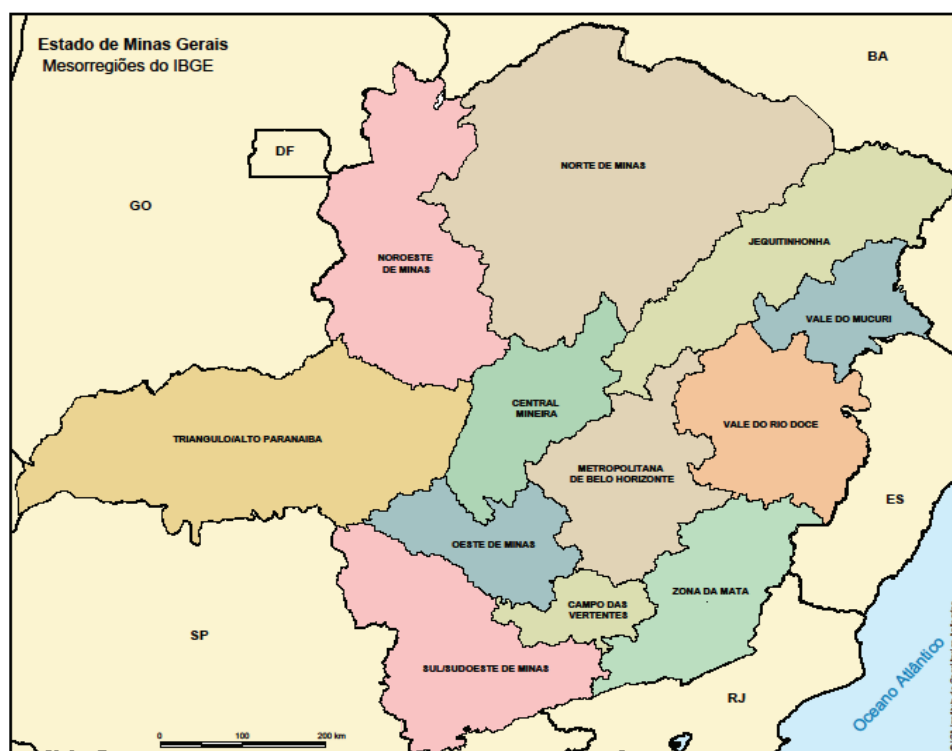 Estado de Minas Gerais
Mesorregiões do IBGE
BA
DF
NORTE DE MINAS
GO
JEQUITINHONHA
NOROESTE
DE MINAS
VALE DO MUCURI
CENTRAL
MINEIRA
TRIANGULO/ALTO PARANAIBA
VALE DO RIO DOCE
METROPOLITANA
DE BELO HORIZONTE
ES
OESTE DE MINAS
ZONA DA MATA
CAMPO DAS
VERTENTES
SP
SUL/SUDOESTE DE MINAS
RJ
Oceano Atlântico
0 100 200 km